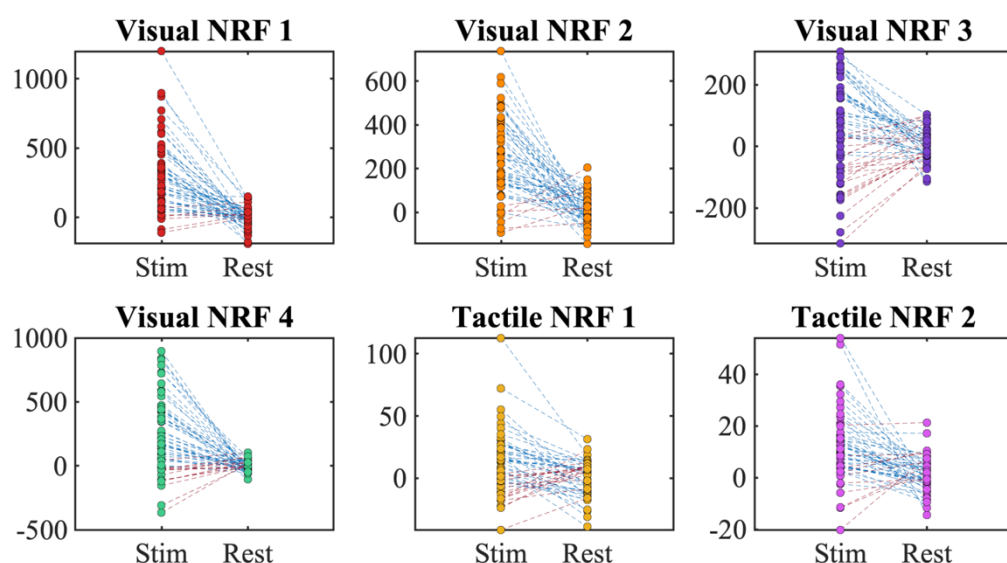 Visual NRF 1
1000
500
0
Stim Rest
Visual NRF 2
600
400
200
0
Stim Rest
Visual NRF 3
200
0
-200
Stim Rest
Visual NRF 4
1000
500
0
-500
Stim Rest
Tactile NRF 1
100
50
0
Stim Rest
Tactile NRF 2
40
20
0
-20
Stim Rest